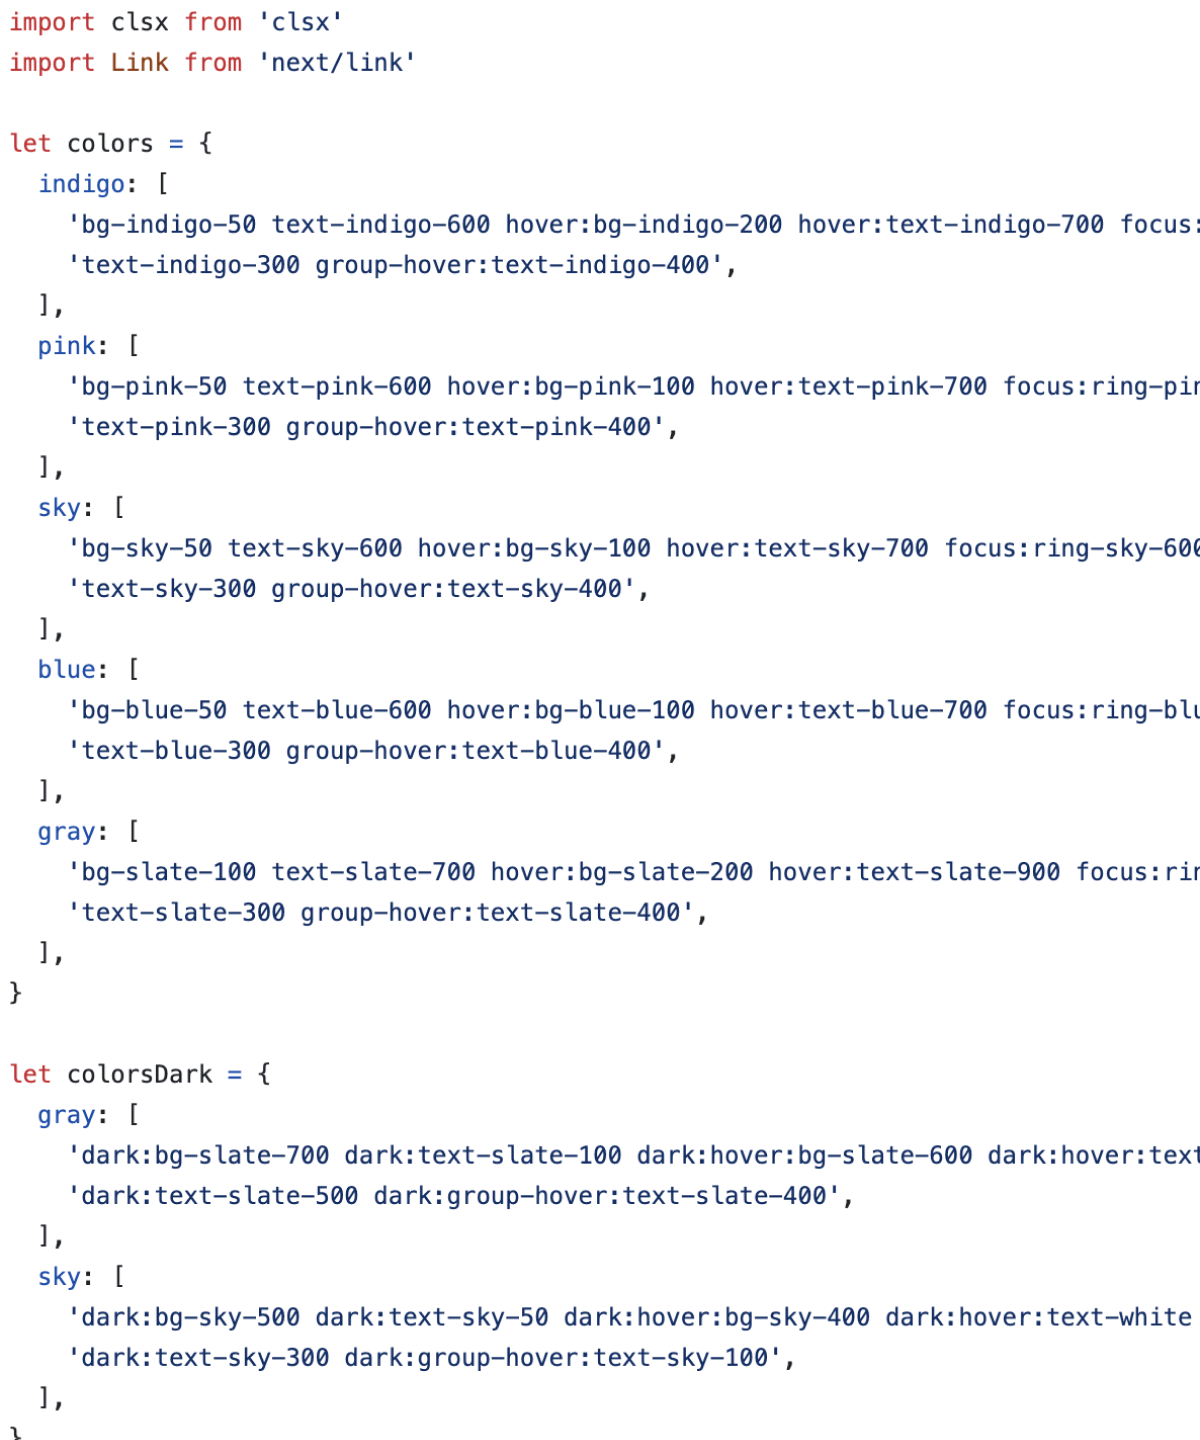 import clsx from 'clsx'
import Link from 'next/link'

let colors = {
  indigo: [
    'bg-indigo-50 text-indigo-600 hover:bg-indigo-200 hover:text-indigo-700 focus:
    'text-indigo-300 group-hover:text-indigo-400',
  ],
  pink: [
    'bg-pink-50 text-pink-600 hover:bg-pink-100 hover:text-pink-700 focus:ring-pin
    'text-pink-300 group-hover:text-pink-400',
  ],
  sky: [
    'bg-sky-50 text-sky-600 hover:bg-sky-100 hover:text-sky-700 focus:ring-sky-600
    'text-sky-300 group-hover:text-sky-400',
  ],
  blue: [
    'bg-blue-50 text-blue-600 hover:bg-blue-100 hover:text-blue-700 focus:ring-blu
    'text-blue-300 group-hover:text-blue-400',
  ],
  gray: [
    'bg-slate-100 text-slate-700 hover:bg-slate-200 hover:text-slate-900 focus:rin
    'text-slate-300 group-hover:text-slate-400',
  ],
}

let colorsDark = {
  gray: [
    'dark:bg-slate-700 dark:text-slate-100 dark:hover:bg-slate-600 dark:hover:text
    'dark:text-slate-500 dark:group-hover:text-slate-400',
  ],
  sky: [
    'dark:bg-sky-500 dark:text-sky-50 dark:hover:bg-sky-400 dark:hover:text-white
    'dark:text-sky-300 dark:group-hover:text-sky-100',
  ],
}